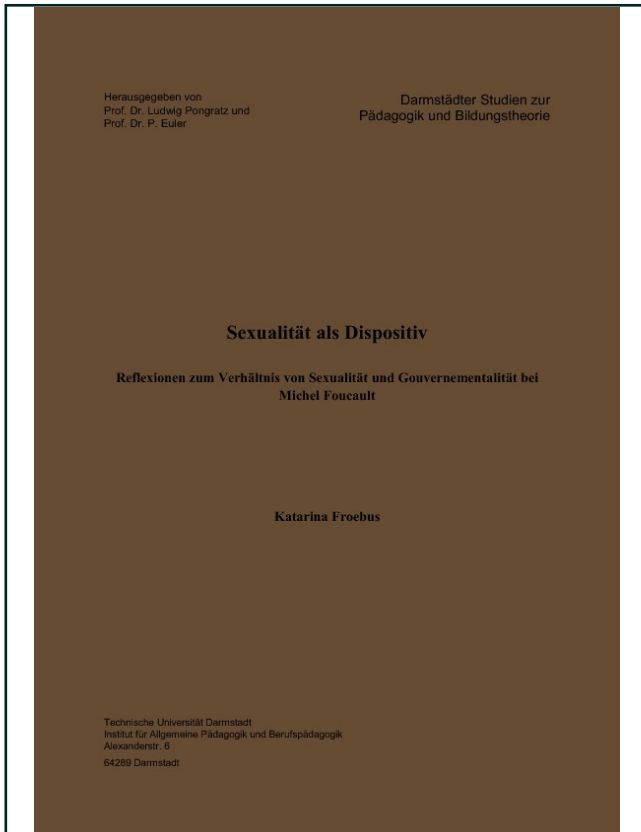 Herausgegeben von
Prof. Dr. Ludwig Pongratz und
Prof. Dr. P. Euler
Darmstädter Studien zur
Pädagogik und Bildungstheorie
Sexualität als Dispositiv
Reflexionen zum Verhältnis von Sexualität und Gouvernementalität bei
Michel Foucault
Katarina Froebus
Technische Universität Darmstadt
Institut für Allgemeine Pädagogik und Berufspädagogik
Alexanderstr. 6
64289 Darmstadt